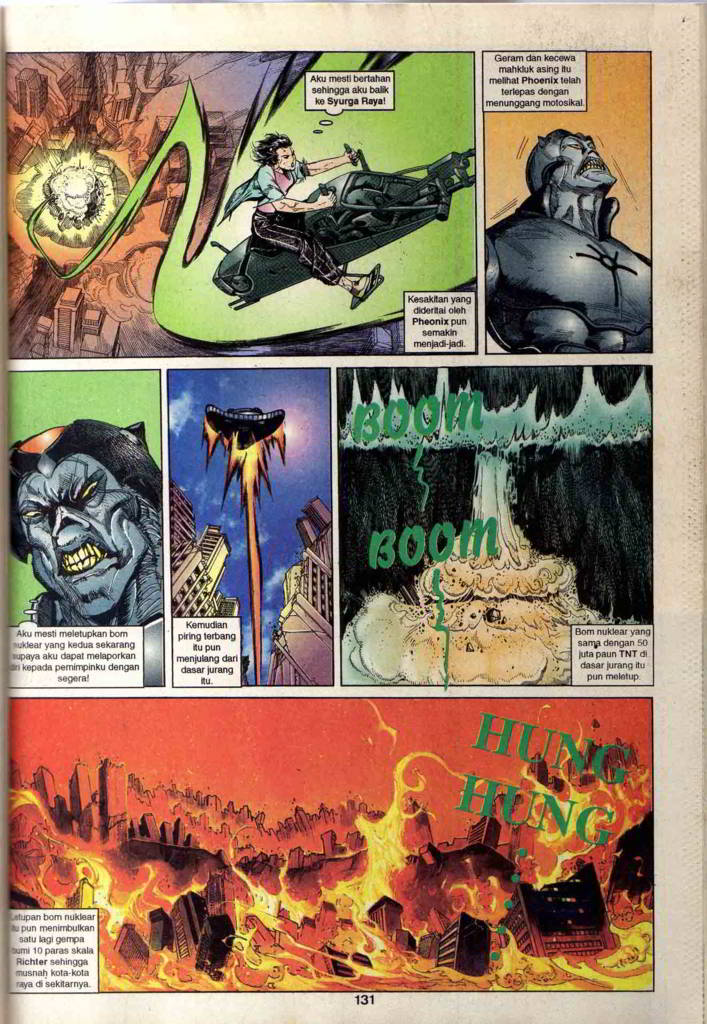 Aku mesti bertahan
sehingga aku balik
ke Syurga Raya!
Kesakitan yang
dideritai oleh
Pheonix pun
semakin
menjadi-jadi.
Geram dan kecewa
mahkluk asing itu
melihat Phoenix telah
terlepas dengan
menunggang motosikal.
Aku mesti meletupkan bom
nuklear yang kedua sekarang
supaya aku dapat melaporkan
diri kepada pemimpinku dengan
segera!
Kemudian
piring terbang
itu pun
menjulang dari
dasar jurang
itu.
BOOM
BOOM
Bom nuklear yang
sama dengan 50
juta paun TNT di
dasar jurang itu
pun meletup.
HUNG
HUNG
Letupan bom nuklear
itu pun menimbulkan
satu lagi gempa
bumi 10 paras skala
Richter sehingga
musnah kota-kota
raya di sekitarnya.
131